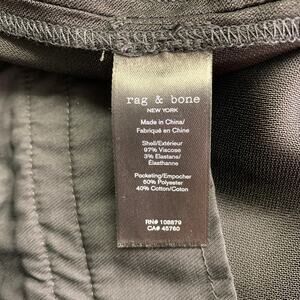 rag & bone
NEW YORK
Made in China/
Fabriqué en Chine
Shell/Extérieur
97% Viscose
3% Elastane/
Élasthanne
Pocketing/Empocher
60% Polyester
40% Cotton/Coton
RN# 108879
CA# 45760